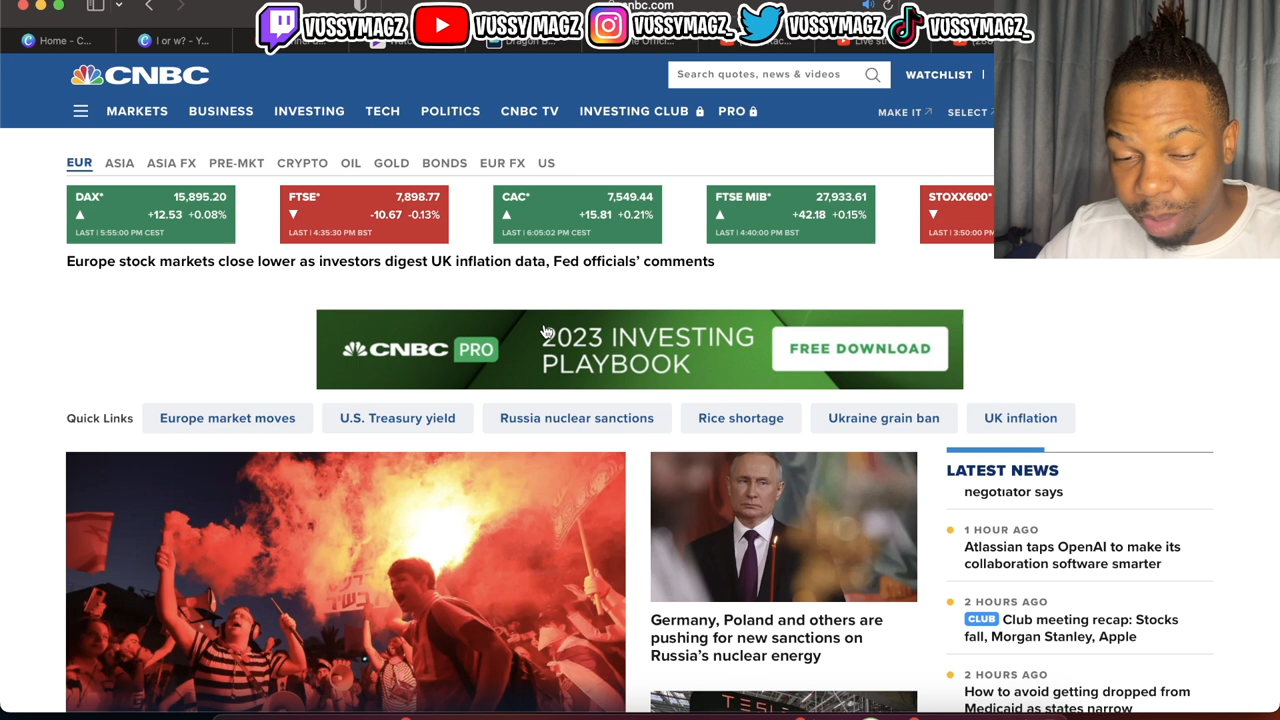 cnbc.com
VUSSYMAGZ
VUSSY MAGZ
VUSSYMAGZ_
VUSSYMAGZ
VUSSYMAGZ_
Home - C...
I or w? - Y...
CNBC
Search quotes, news & videos
WATCHLIST |
MARKETS BUSINESS INVESTING TECH POLITICS CNBC TV INVESTING CLUB PRO
MAKE IT SELECT
EUR ASIA ASIA FX PRE-MKT CRYPTO OIL GOLD BONDS EUR FX US
DAX* 15,895.20
+12.53 +0.08%
LAST | 5:55:00 PM CEST
FTSE* 7,898.77
-10.67 -0.13%
LAST | 4:35:30 PM BST
CAC* 7,549.44
+15.81 +0.21%
LAST | 6:05:02 PM CEST
FTSE MIB* 27,933.61
+42.18 +0.15%
LAST | 4:40:00 PM BST
STOXX600*
LAST | 3:50:00 P
Europe stock markets close lower as investors digest UK inflation data, Fed officials’ comments
CNBC PRO
2023 INVESTING
PLAYBOOK
FREE DOWNLOAD
Quick Links Europe market moves U.S. Treasury yield Russia nuclear sanctions Rice shortage Ukraine grain ban UK inflation
Germany, Poland and others are
pushing for new sanctions on
Russia’s nuclear energy
TESL
LATEST NEWS
negotiator says
1 HOUR AGO
Atlassian taps OpenAI to make its
collaboration software smarter
2 HOURS AGO
CLUB Club meeting recap: Stocks
fall, Morgan Stanley, Apple
2 HOURS AGO
How to avoid getting dropped from
Medicaid as states narrow